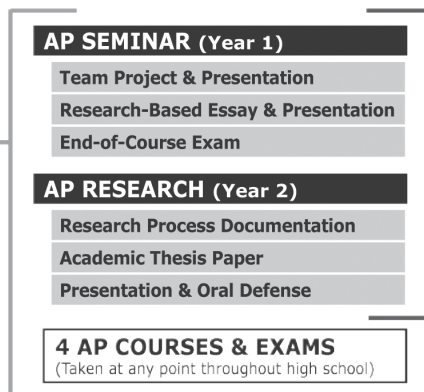 AP SEMINAR (Year 1)
Team Project & Presentation
Research-Based Essay & Presentation
End-of-Course Exam
AP RESEARCH (Year 2)
Research Process Documentation
Academic Thesis Paper
Presentation & Oral Defense
4 AP COURSES & EXAMS
(Taken at any point throughout high school)